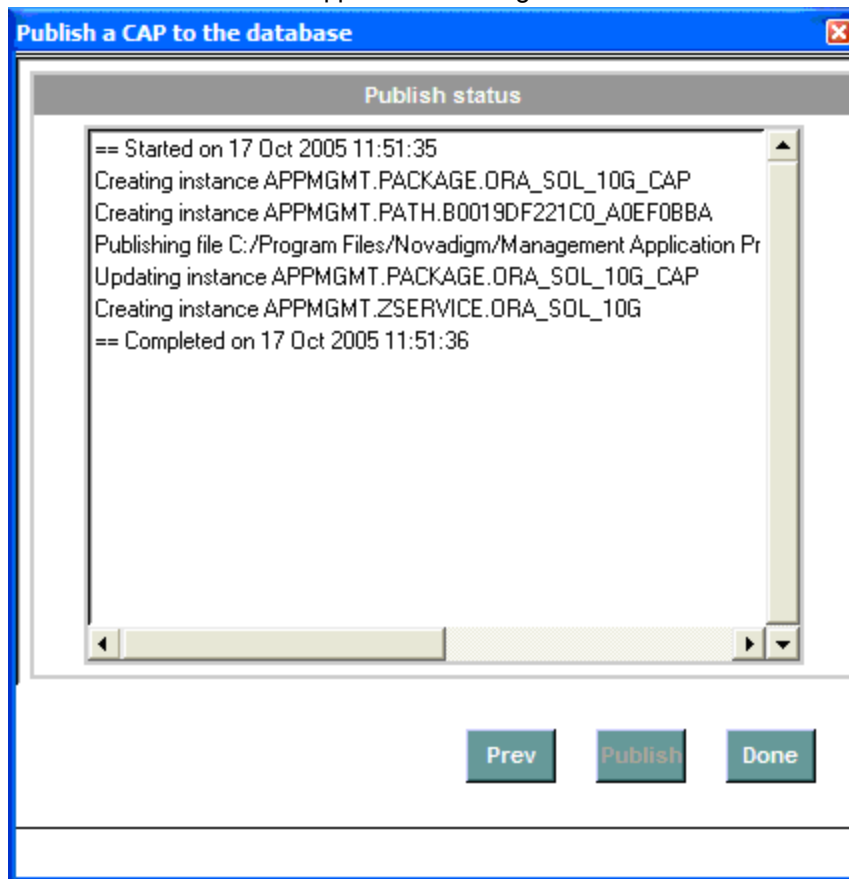 Publish a CAP to the database
Publish status
== Started on 17 Oct 2005 11:51:35
Creating instance APPMGMT.PACKAGE.ORA_SOL_10G_CAP
Creating instance APPMGMT.PATH.B0019DF221C0_A0EF0BBA
Publishing file C:/Program Files/Novadigm/Management Application Pr
Updating instance APPMGMT.PACKAGE.ORA_SOL_10G_CAP
Creating instance APPMGMT.ZSERVICE.ORA_SOL_10G
== Completed on 17 Oct 2005 11:51:36
Prev Publish Done